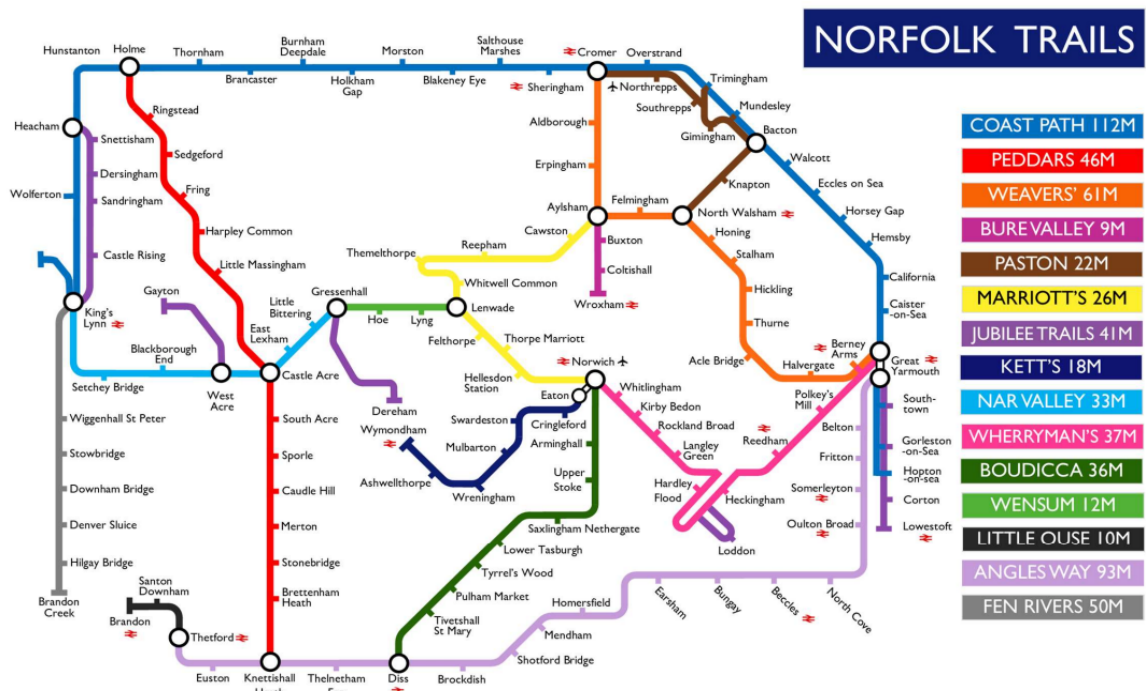 NORFOLK TRAILS
COAST PATH 112M
PEDDARS 46M
WEAVERS' 61M
BURE VALLEY 9M
PASTON 22M
MARRIOTT'S 26M
JUBILEE TRAILS 41M
KETT'S 18M
NAR VALLEY 33M
WHERRYMAN'S 37M
BOUDICCA 36M
WENSUM 12M
LITTLE OUSE 10M
ANGLES WAY 93M
FEN RIVERS 50M
Hunstanton
Holme
Thornham
Burnham
Deepdale
Brancaster
Holkham
Gap
Morston
Blakeney Eye
Salthouse
Marshes
Sheringham
Cromer
Overstrand
Northrepps
Southrepps
Trimingham
Gimingham
Mundesley
Bacton
Walcott
Eccles on Sea
Horsey Gap
Hemsby
California
Caister
-on-Sea
Great
Yarmouth
Heacham
Snettisham
Dersingham
Sandringham
Wolferton
Castle Rising
King's
Lynn
Ringstead
Sedgeford
Fring
Harpley Common
Little Massingham
Gayton
East
Lexham
Little
Bittering
Gressenhall
Blackborough
End
Setchey Bridge
West
Acre
Castle Acre
Hoe
Lyng
Lenwade
Dereham
Aldborough
Erpingham
Aylsham
Felmingham
North Walsham
Knapton
Cawston
Reepham
Themelthorpe
Whitwell Common
Buxton
Coltishall
Wroxham
Honing
Stalham
Hickling
Thurne
Acle Bridge
Halvergate
Berney
Arms
Felthorpe
Thorpe Marriott
Hellesdon
Station
Norwich
Eaton
Cringleford
Swardeston
Mulbarton
Wreningham
Ashwellthorpe
Wymondham
Whitlingham
Kirby Bedon
Rockland Broad
Langley
Green
Hardley
Flood
Loddon
Heckingham
Reedham
Polkey's
Mill
Arminghall
Upper
Stoke
Saxlingham Nethergate
Lower Tasburgh
Tyrrel's Wood
Pulham Market
Tivetshall
St Mary
Diss
South Acre
Sporle
Caudle Hill
Merton
Stonebridge
Brettenham
Heath
Knettishall
Wiggenhall St Peter
Stowbridge
Downham Bridge
Denver Sluice
Hilgay Bridge
Brandon
Creek
Santon
Downham
Brandon
Thetford
Euston
Thelnetham
Brockdish
Shotford Bridge
Mendham
Homersfield
Earsham
Bungay
Beccles
North
Cove
Oulton Broad
Somerleyton
Fritton
Belton
South-
town
Gorleston
-on-Sea
Hopton
-on-sea
Corton
Lowestoft